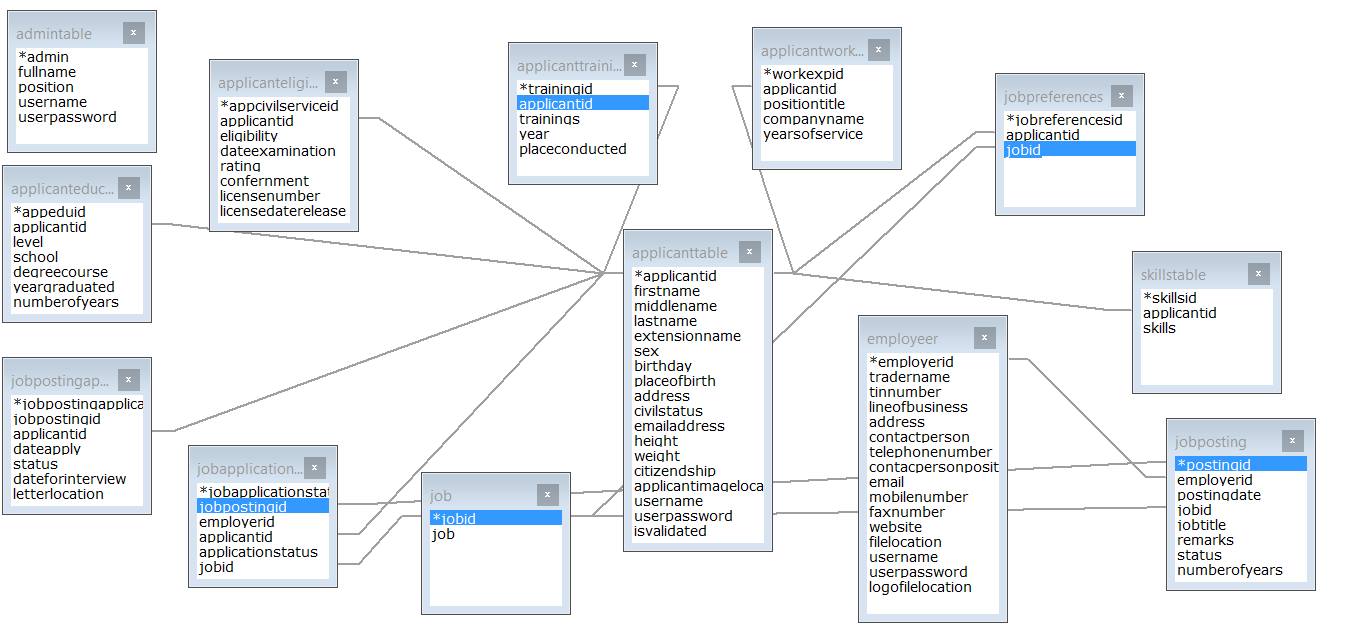 admintable
*admin
fullname
position
username
userpassword
applicanteligi...
*appcivilserviceid
applicantid
eligibility
dateexamination
rating
confernment
licensenumber
licensedaterelease
applicanttraini...
*trainingid
applicantid
trainings
year
placeconducted
applicantwork...
*workexpid
applicantid
positiontitle
companyname
yearsofservice
jobpreferences
*jobreferencesid
applicantid
jobid
applicanteduc...
*appeduid
applicantid
level
school
degreecourse
yeargraduated
numberofyears
applicanttable
*applicantid
firstname
middlename
lastname
extensionname
sex
birthday
placeofbirth
address
civilstatus
emailaddress
height
weight
citizendship
applicantimageloca
username
userpassword
isvalidated
skillstable
*skillsid
applicantid
skills
employeer
*employerid
tradername
tinnumber
lineofbusiness
address
contactperson
telephonenumber
contacpersonposit
email
mobilenumber
faxnumber
website
filelocation
username
userpassword
logofilelocation
jobpostingap...
*jobpostingapplica
jobpostingid
applicantid
dateapply
status
dateforinterview
letterlocation
jobapplication...
*jobapplicationstat
jobpostingid
employerid
applicantid
applicationstatus
jobid
job
*jobid
job
jobposting
*postingid
employerid
postingdate
jobid
jobtitle
remarks
status
numberofyears